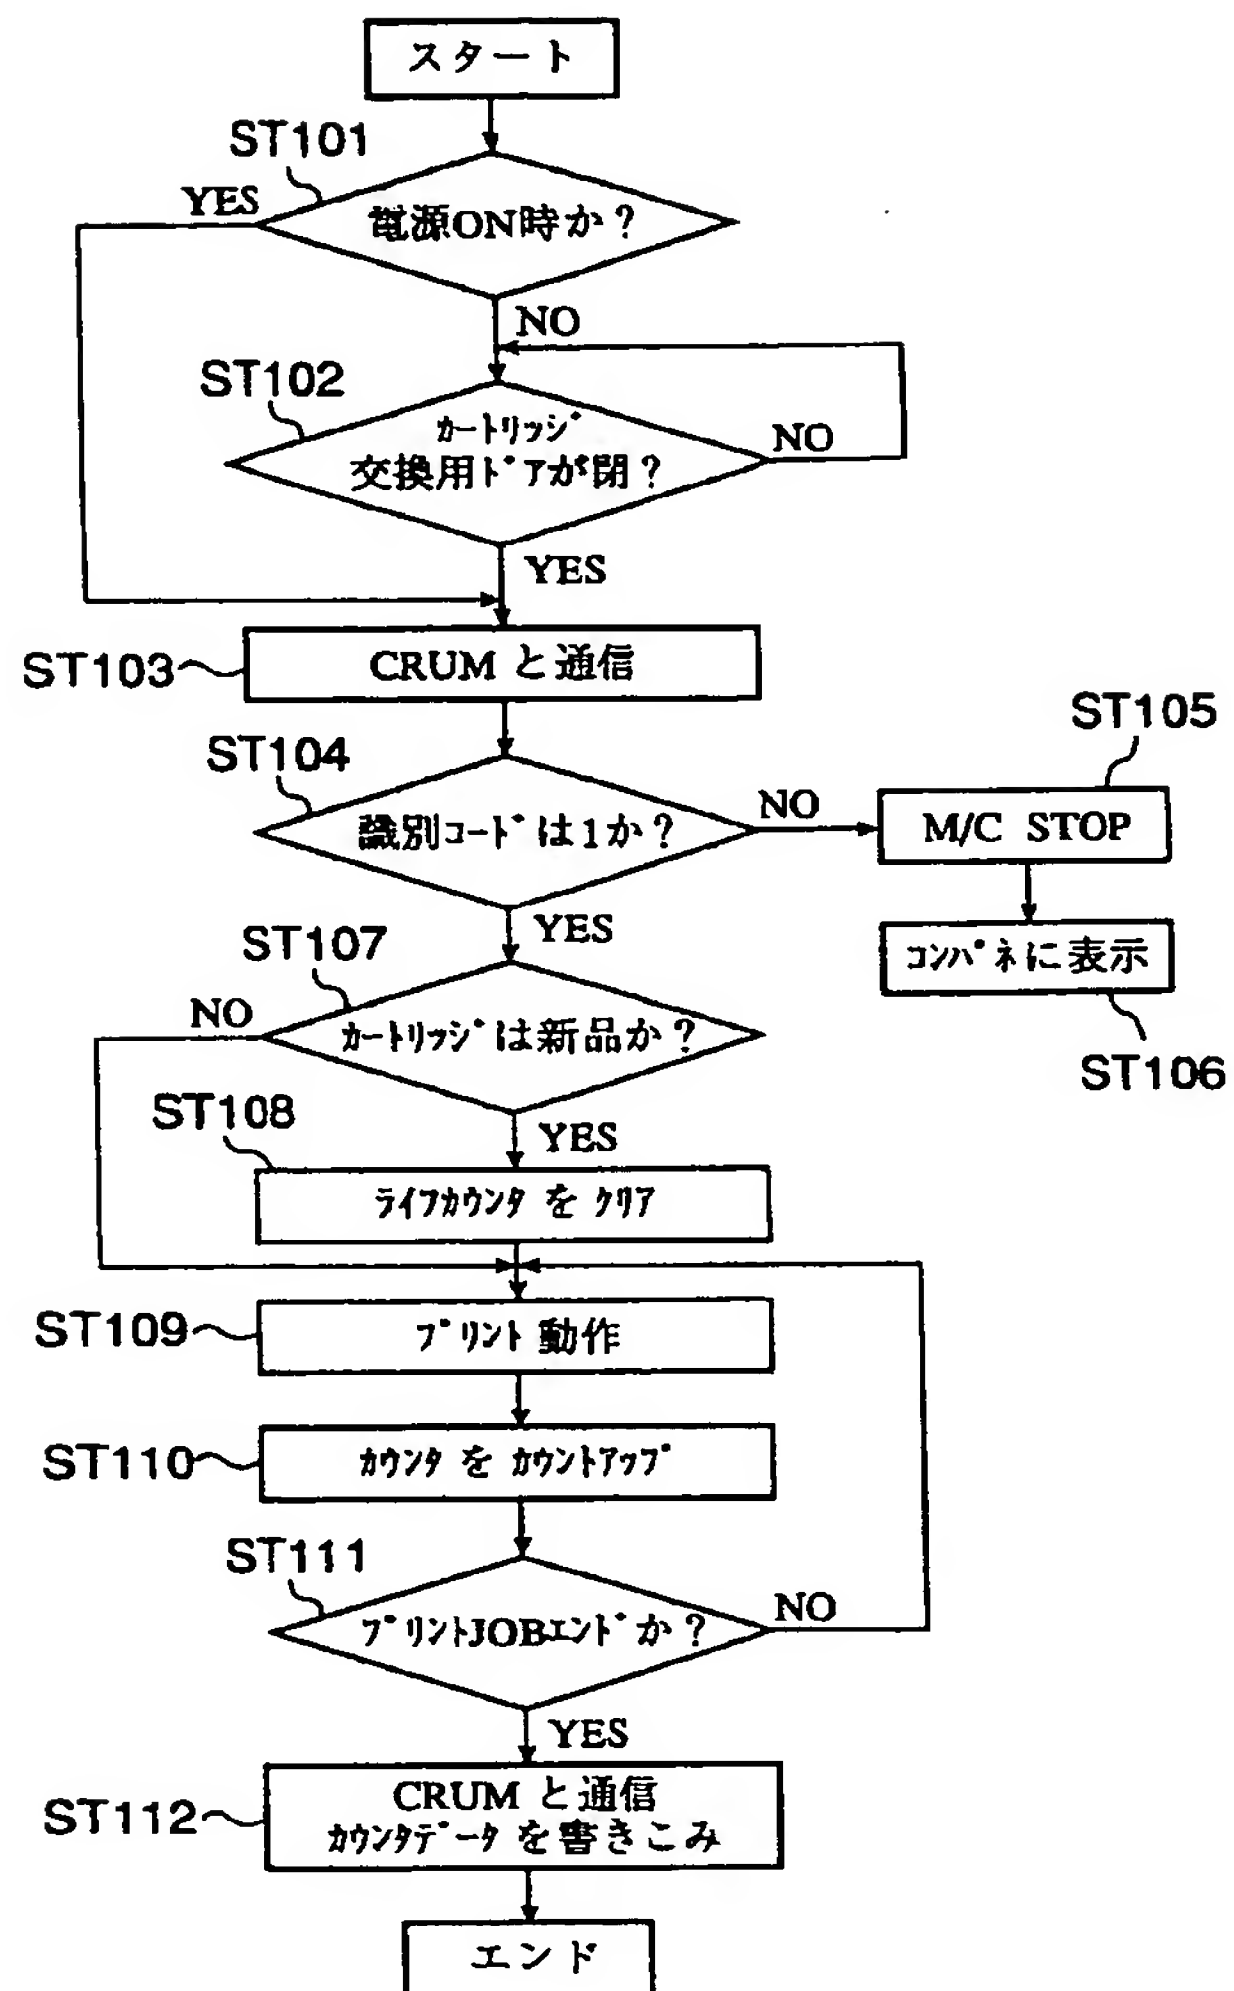 スタート
ST101
YES
電源ON時か?
NO
ST102
カートリッジ
交換用ドアが閉?
NO
YES
ST103
CRUM と通信
ST104
識別コードは1か?
NO
ST105
M/C STOP
YES
コンパネに表示
ST106
ST107
NO
カートリッジは新品か?
YES
ST108
ライフカウンタ を クリア
ST109
プリント 動作
ST110
カウンタ を カウントアップ
ST111
プリントJOBエンドか?
NO
YES
ST112
CRUM と通信
カウンタデータ を書きこみ
エンド